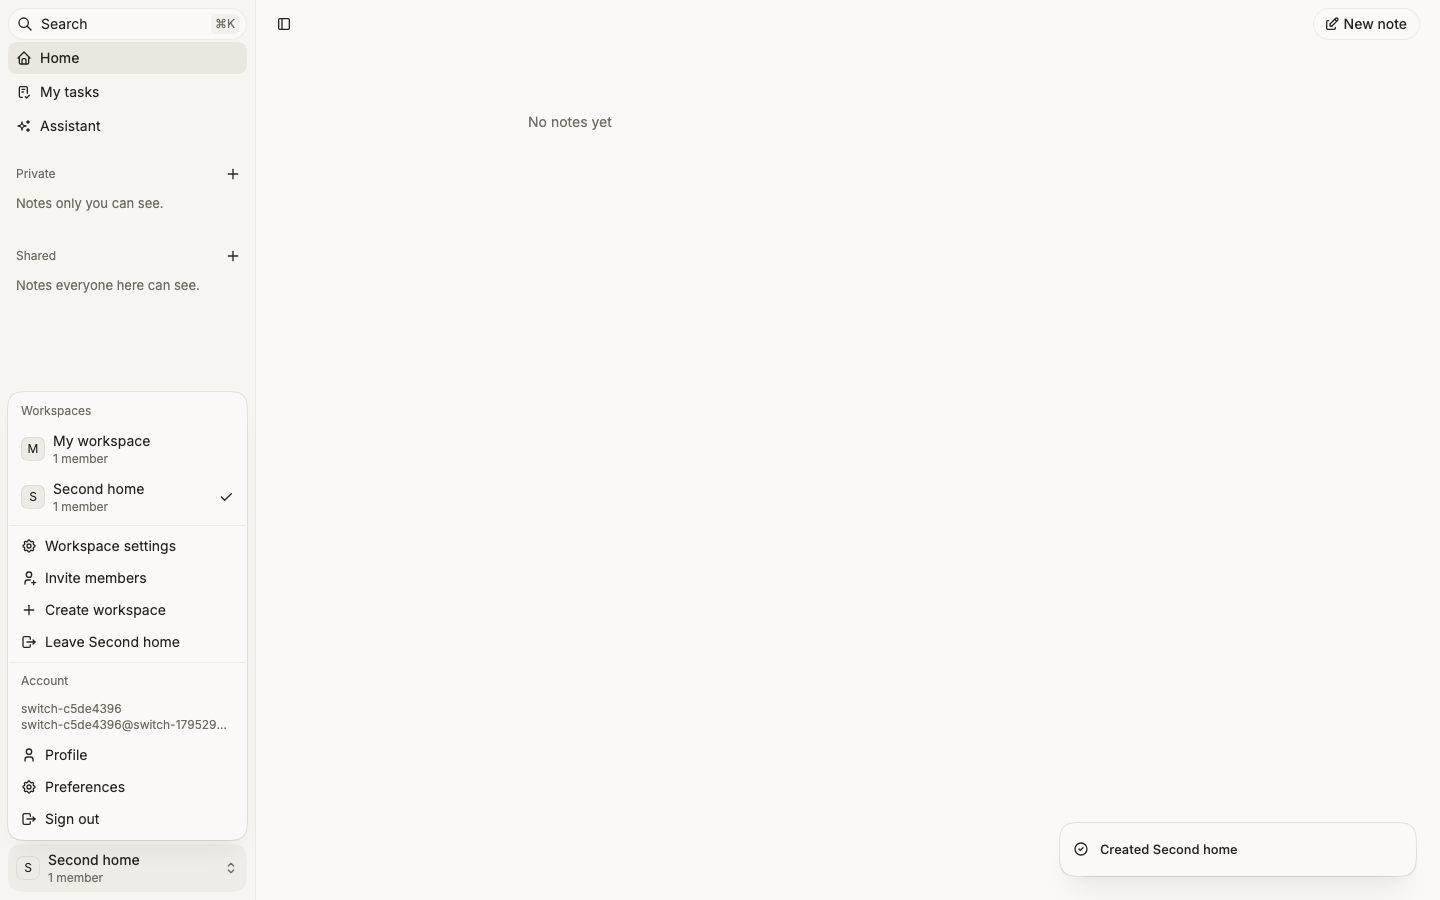 Search ⌘K
Home
My tasks
Assistant
Private
Notes only you can see.
Shared
Notes everyone here can see.
Workspaces
M
My workspace
1 member
S
Second home
1 member
Workspace settings
Invite members
Create workspace
Leave Second home
Account
switch-c5de4396
switch-c5de4396@switch-179529...
Profile
Preferences
Sign out
S
Second home
1 member
New note
No notes yet
Created Second home